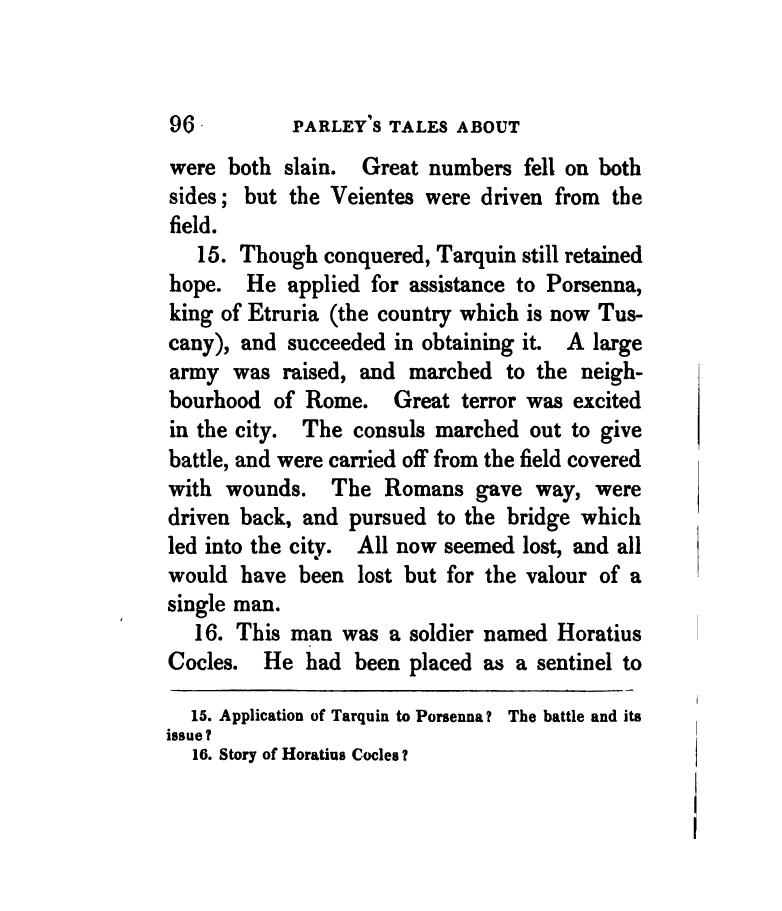 96 PARLEY'S TALES ABOUT
were both slain. Great numbers fell on both
sides; but the Veientes were driven from the
field.
15. Though conquered, Tarquin still retained
hope. He applied for assistance to Porsenna,
king of Etruria (the country which is now Tus-
cany), and succeeded in obtaining it. A large
army was raised, and marched to the neigh-
bourhood of Rome. Great terror was excited
in the city. The consuls marched out to give
battle, and were carried off from the field covered
with wounds. The Romans gave way, were
driven back, and pursued to the bridge which
led into the city. All now seemed lost, and all
would have been lost but for the valour of a
single man.
16. This man was a soldier named Horatius
Cocles. He had been placed as a sentinel to
15. Application of Tarquin to Porsenna? The battle and its
issue?
16. Story of Horatius Cocles?